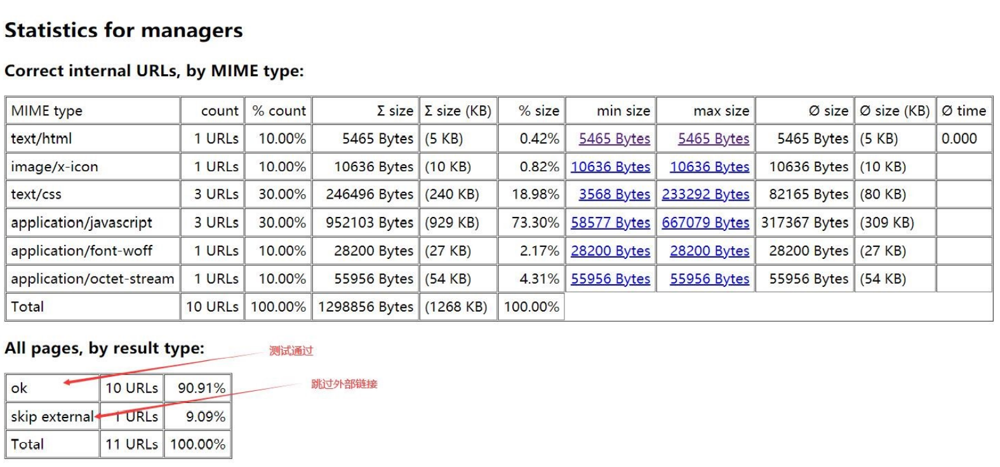 Statistics for managers
Correct internal URLs, by MIME type:
MIME type count % count Σ size Σ size (KB) % size min size max size Ø size Ø size (KB) Ø time
text/html 1 URLs 10.00% 5465 Bytes (5 KB) 0.42% 5465 Bytes 5465 Bytes 5465 Bytes (5 KB) 0.000
image/x-icon 1 URLs 10.00% 10636 Bytes (10 KB) 0.82% 10636 Bytes 10636 Bytes 10636 Bytes (10 KB)
text/css 3 URLs 30.00% 246496 Bytes (240 KB) 18.98% 3568 Bytes 233292 Bytes 82165 Bytes (80 KB)
application/javascript 3 URLs 30.00% 952103 Bytes (929 KB) 73.30% 58577 Bytes 667079 Bytes 317367 Bytes (309 KB)
application/font-woff 1 URLs 10.00% 28200 Bytes (27 KB) 2.17% 28200 Bytes 28200 Bytes 28200 Bytes (27 KB)
application/octet-stream 1 URLs 10.00% 55956 Bytes (54 KB) 4.31% 55956 Bytes 55956 Bytes 55956 Bytes (54 KB)
Total 10 URLs 100.00% 1298856 Bytes (1268 KB) 100.00%
All pages, by result type:
测试通过
ok 10 URLs 90.91%
跳过外部链接
skip external 1 URLs 9.09%
Total 11 URLs 100.00%